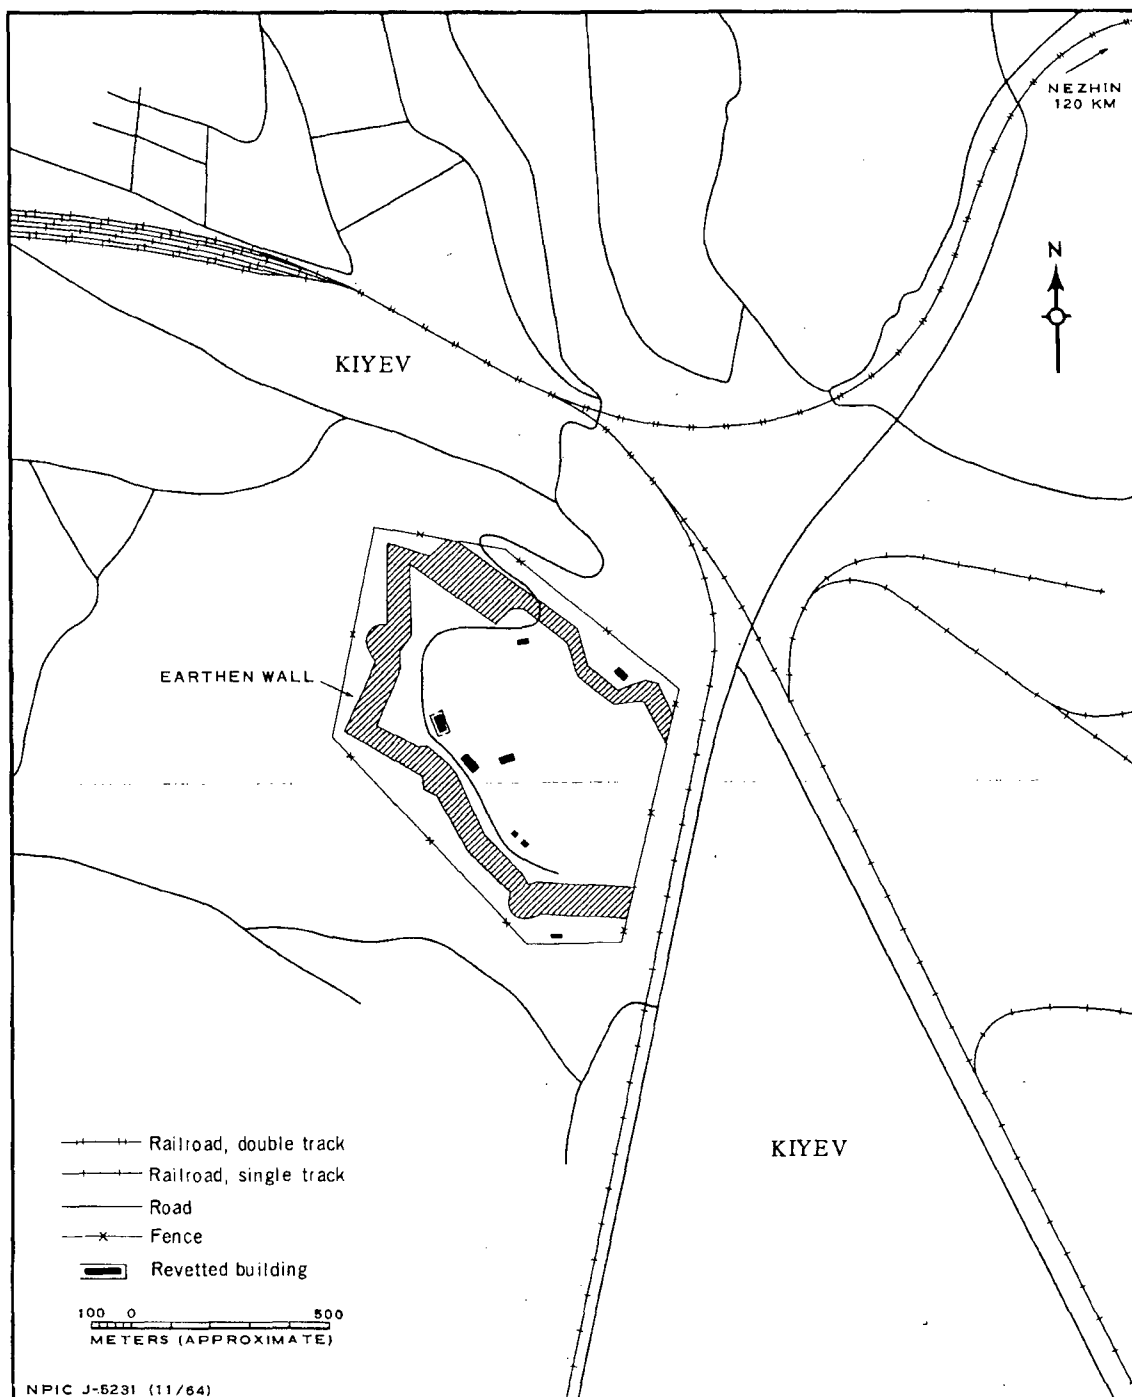 NEZHIN
120 KM
N
KIYEV
EARTHEN WALL
KIYEV
Railroad, double track
Railroad, single track
Road
Fence
Revetted building
100 0 500
METERS (APPROXIMATE)
NPIC J-5231 (11/64)